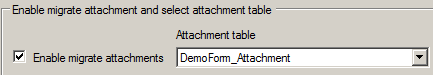 Enable migrate attachment and select attachment table
Attachment table
Enable migrate attachments
DemoForm_Attachment